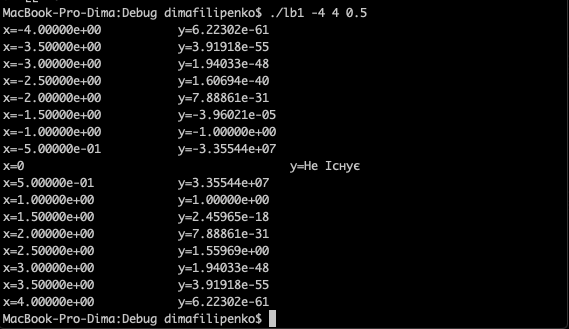 MacBook-Pro-Dima:Debug dimafilipenko$ ./lb1 -4 4 0.5
x=-4.00000e+00 y=6.22302e-61
x=-3.50000e+00 y=3.91918e-55
x=-3.00000e+00 y=1.94033e-48
x=-2.50000e+00 y=1.60694e-40
x=-2.00000e+00 y=7.88861e-31
x=-1.50000e+00 y=-3.96021e-05
x=-1.00000e+00 y=-1.00000e+00
x=-5.00000e-01 y=-3.35544e+07
x=0 y=Не Існує
x=5.00000e-01 y=3.35544e+07
x=1.00000e+00 y=1.00000e+00
x=1.50000e+00 y=2.45965e-18
x=2.00000e+00 y=7.88861e-31
x=2.50000e+00 y=1.55969e+00
x=3.00000e+00 y=1.94033e-48
x=3.50000e+00 y=3.91918e-55
x=4.00000e+00 y=6.22302e-61
MacBook-Pro-Dima:Debug dimafilipenko$